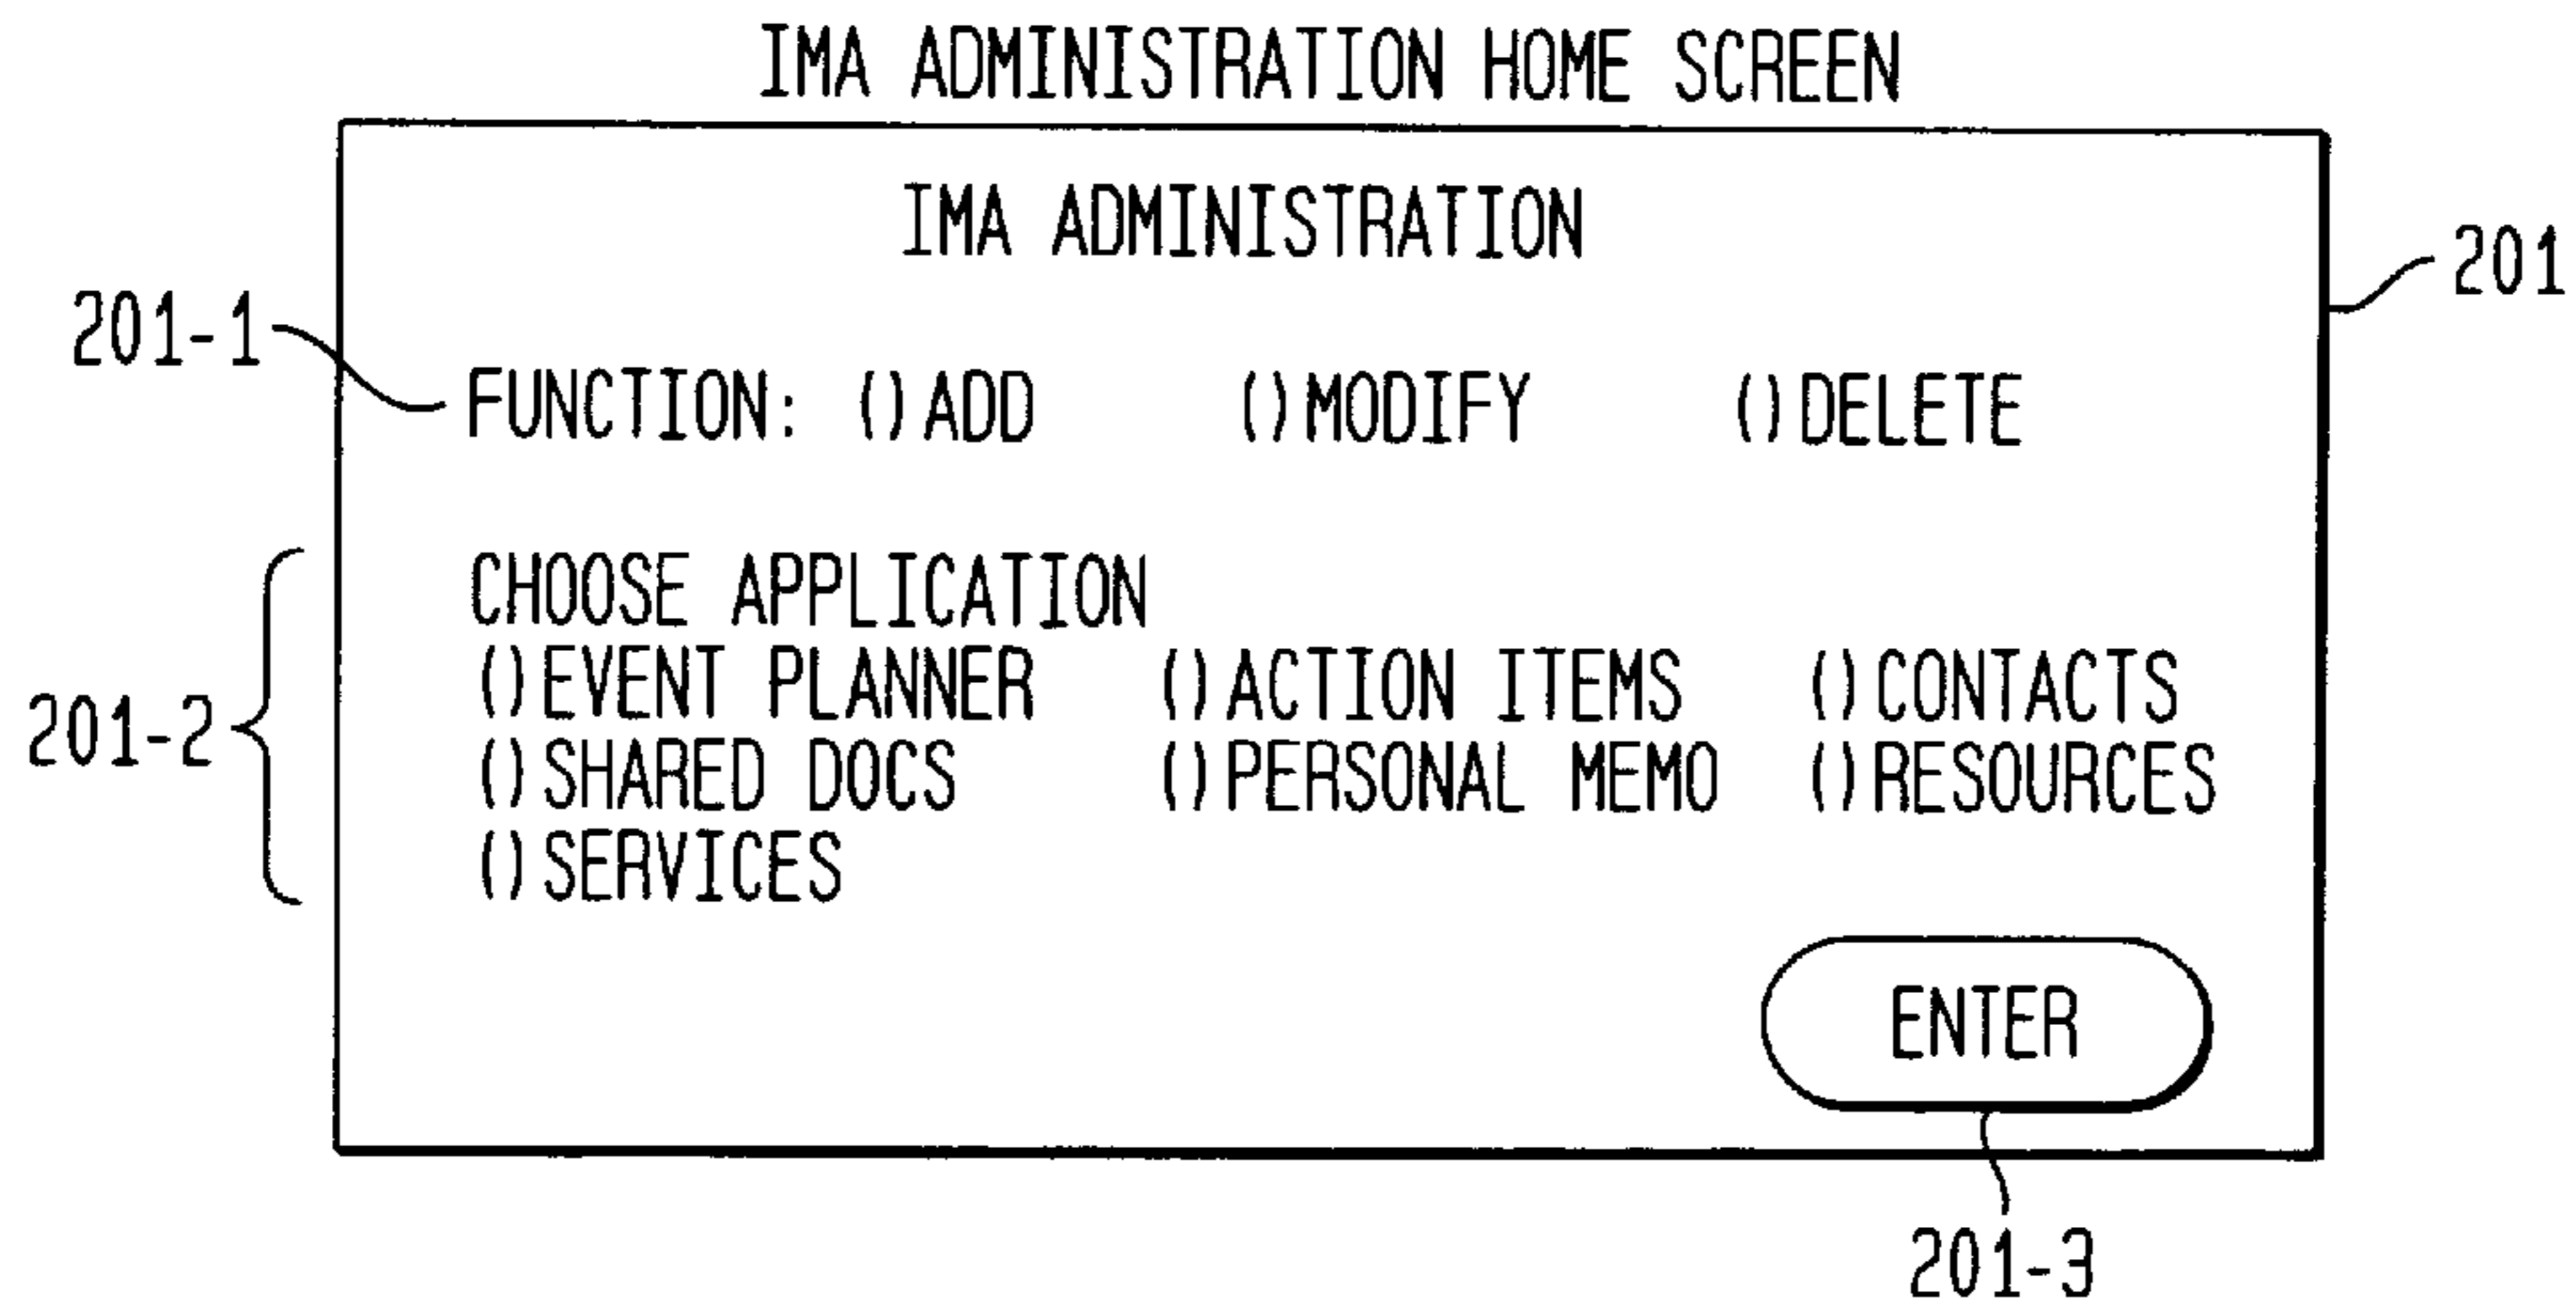 IMA ADMINISTRATION HOME SCREEN
IMA ADMINISTRATION
201
201-1
FUNCTION: ()ADD ()MODIFY ()DELETE
201-2
CHOOSE APPLICATION
()EVENT PLANNER ()ACTION ITEMS ()CONTACTS
()SHARED DOCS ()PERSONAL MEMO ()RESOURCES
()SERVICES
ENTER
201-3